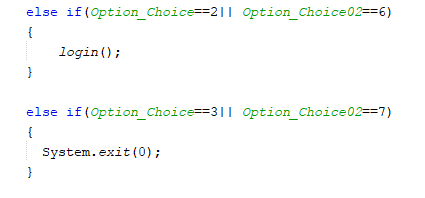 else if(Option_Choice==2|| Option_Choice02==6)
{
login();
}
else if(Option_Choice==3|| Option_Choice02==7)
{
System.exit(0);
}